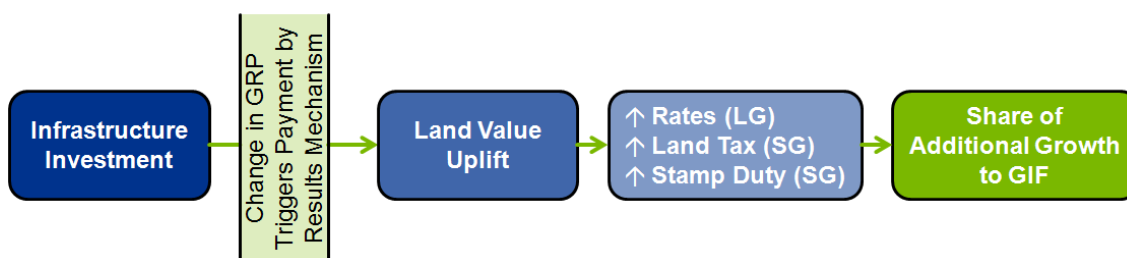 Infrastructure
Investment
Change in GRP
Triggers Payment by
Results Mechanism
Land Value
Uplift
↑ Rates (LG)
↑ Land Tax (SG)
↑ Stamp Duty (SG)
Share of
Additional Growth
to GIF